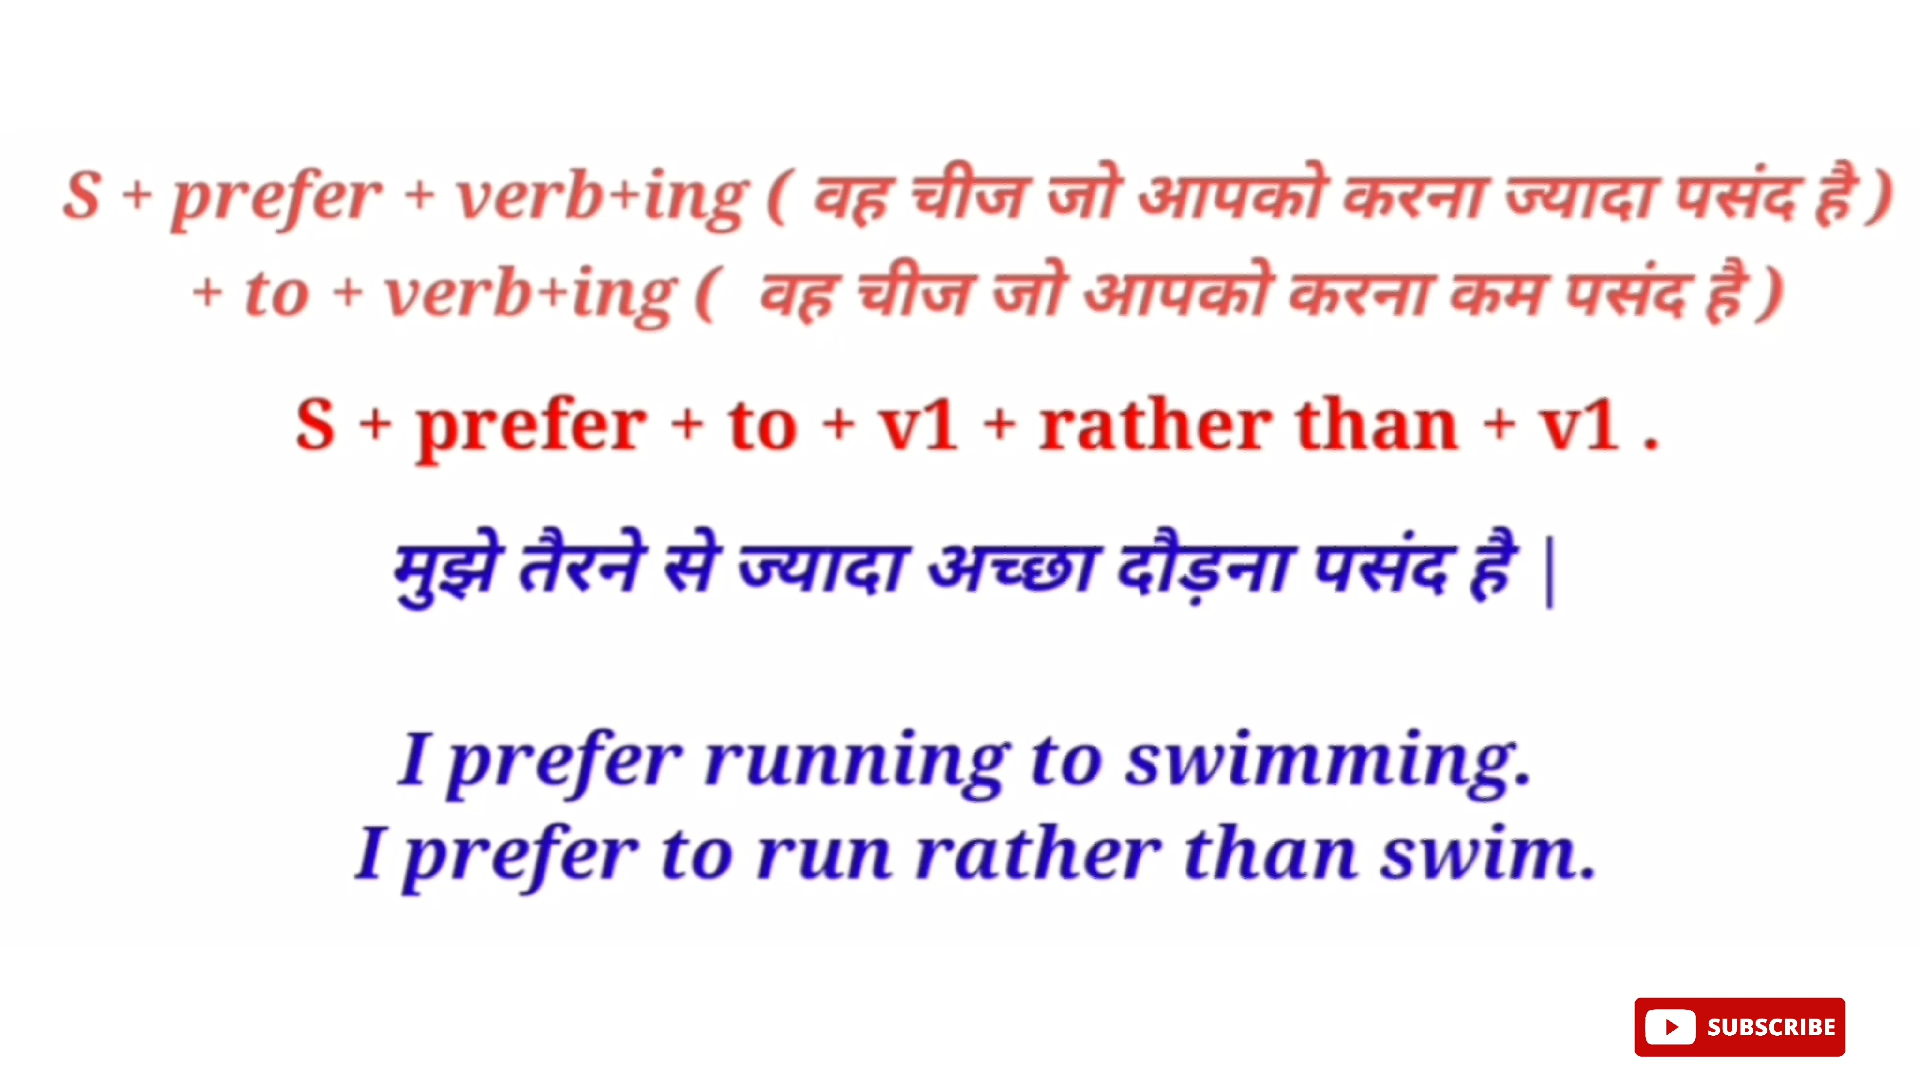 S + prefer + verb+ing ( वह चीज जो आपको करना ज्यादा पसंद है )
+ to + verb+ing ( वह चीज जो आपको करना कम पसंद है )
S + prefer + to + v1 + rather than + v1 .
मुझे तैरने से ज्यादा अच्छा दौड़ना पसंद है |
I prefer running to swimming.
I prefer to run rather than swim.
SUBSCRIBE